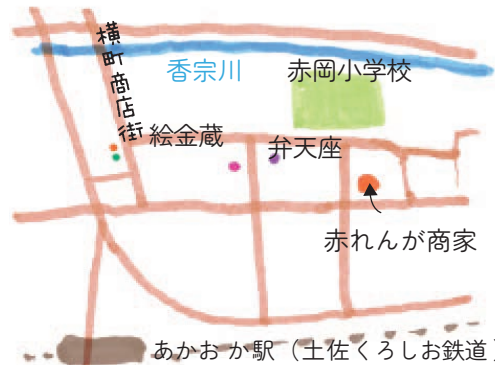 横町商店街
香宗川
赤岡小学校
絵金蔵
弁天座
赤れんが商家
あかおか駅（土佐くろしお鉄道）